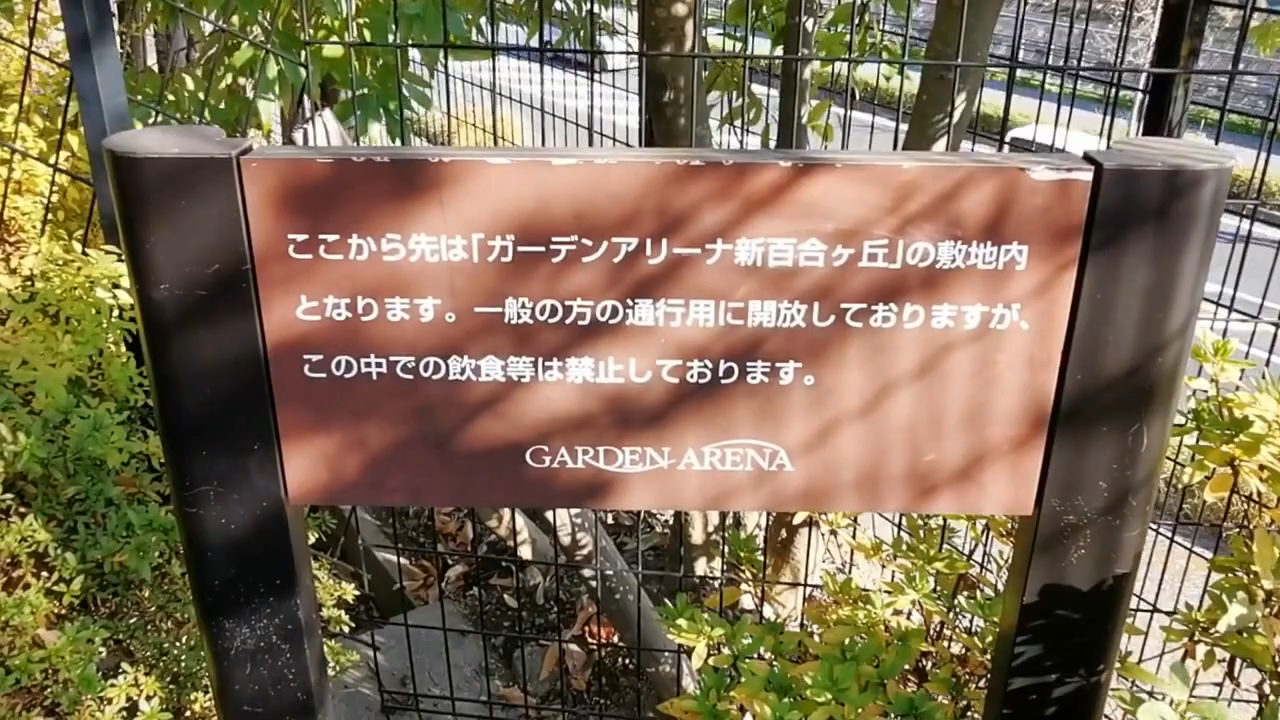 ここから先は「ガーデンアリーナ新百合ヶ丘」の敷地内
となります。一般の方の通行用に開放しておりますが、
この中での飲食等は禁止しております。
GARDEN ARENA